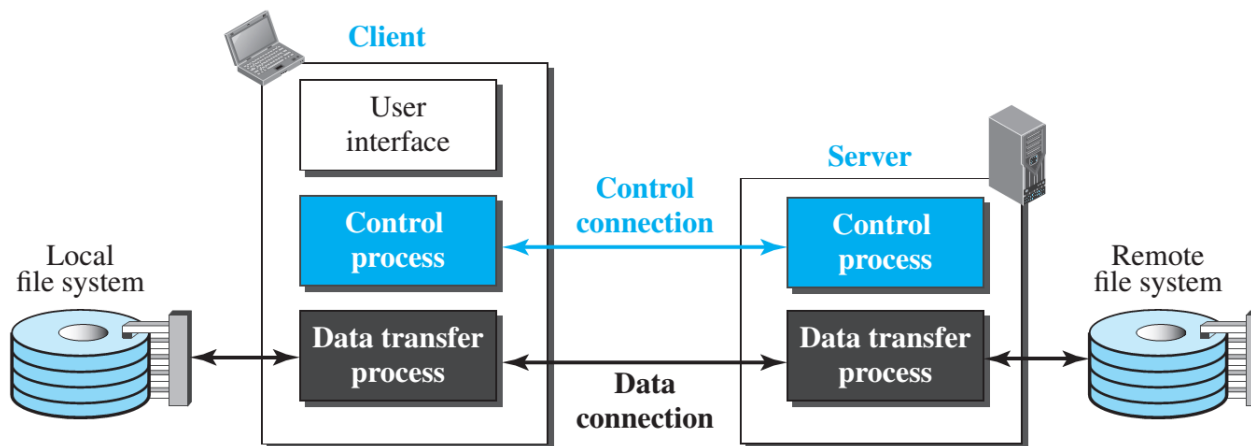 Client
User
interface
Server
Control
connection
Control
process
Control
process
Local
file system
Remote
file system
Data transfer
process
Data transfer
process
Data
connection